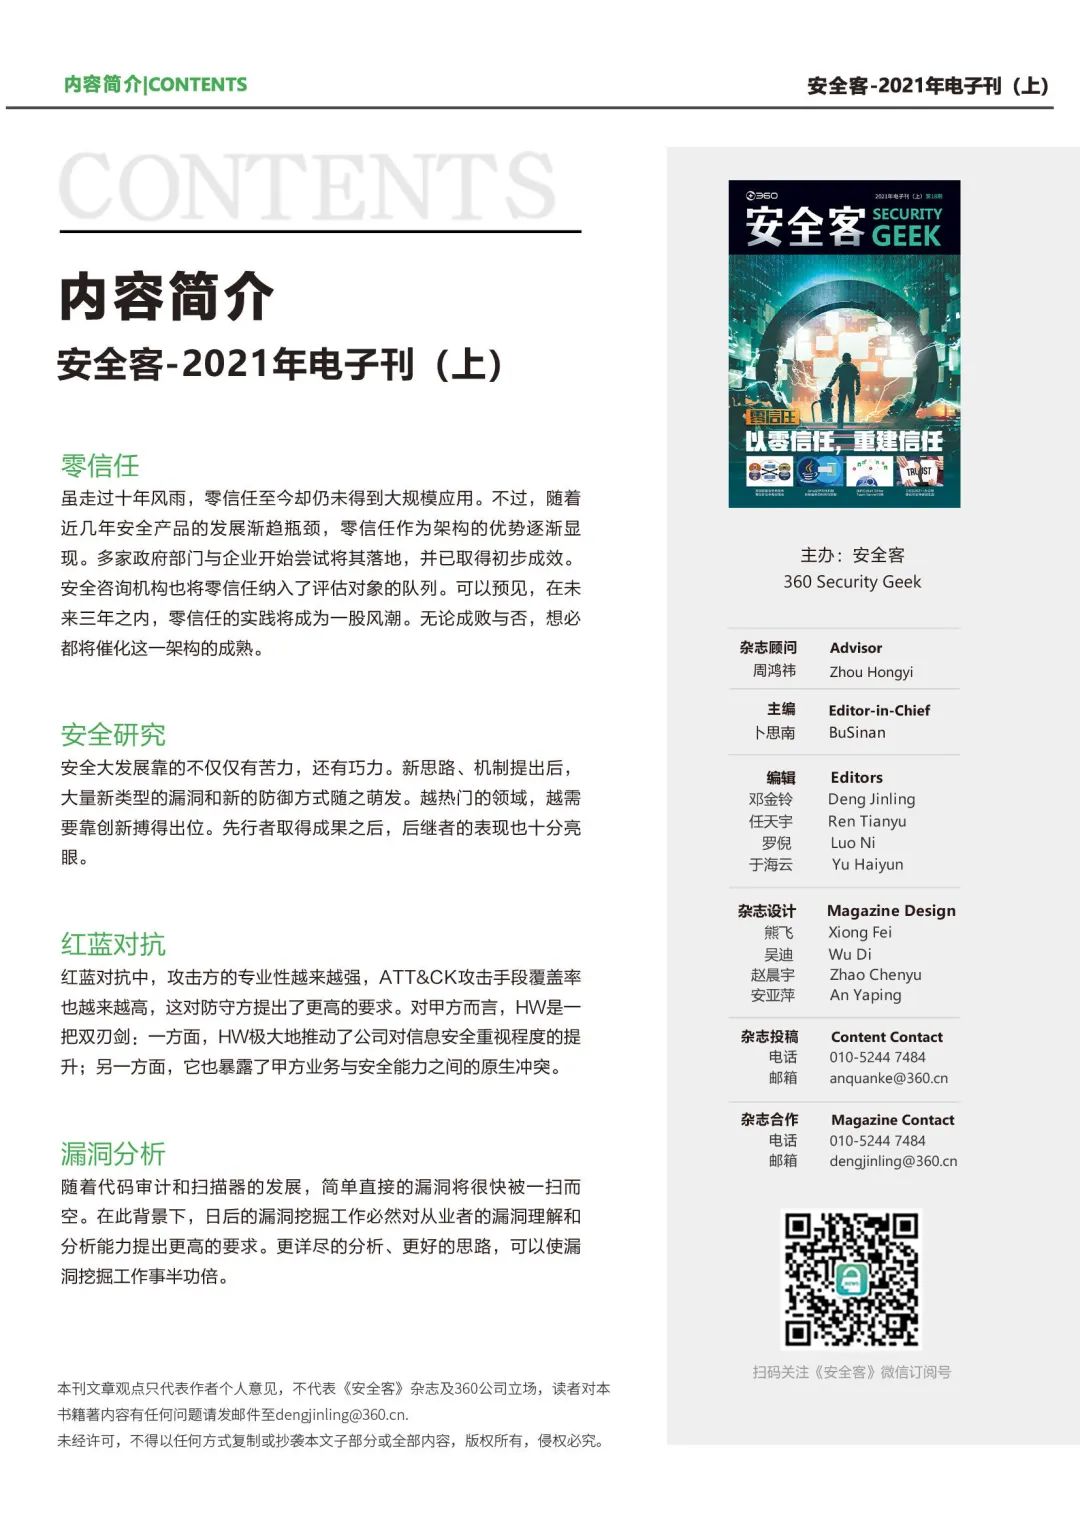 内容简介|CONTENTS
安全客-2021年电子刊（上）
CONTENTS
内容简介
安全客-2021年电子刊（上）
零信任
虽走过十年风雨，零信任至今却仍未得到大规模应用。不过，随着
近几年安全产品的发展渐趋瓶颈，零信任作为架构的优势逐渐显
现。多家政府部门与企业开始尝试将其落地，并已取得初步成效。
安全咨询机构也将零信任纳入了评估对象的队列。可以预见，在未
来三年之内，零信任的实践将成为一股风潮。无论成败与否，想必
都将催化这一架构的成熟。
安全研究
安全大发展靠的不仅仅有苦力，还有巧力。新思路、机制提出后，
大量新类型的漏洞和新的防御方式随之萌发。越热门的领域，越需
要靠创新搏得出位。先行者取得成果之后，后继者的表现也十分亮
眼。
红蓝对抗
红蓝对抗中，攻击方的专业性越来越强，ATT&CK攻击手段覆盖率
也越来越高，这对防守方提出了更高的要求。对甲方而言，HW是一
把双刃剑：一方面，HW极大地推动了公司对信息安全重视程度的提
升；另一方面，它也暴露了甲方业务与安全能力之间的原生冲突。
漏洞分析
随着代码审计和扫描器的发展，简单直接的漏洞将很快被一扫而
空。在此背景下，日后的漏洞挖掘工作必然对从业者的漏洞理解和
分析能力提出更高的要求。更详尽的分析、更好的思路，可以使漏
洞挖掘工作事半功倍。
本刊文章观点只代表作者个人意见，不代表《安全客》杂志及360公司立场，读者对本
书籍著内容有任何问题请发邮件至dengjinling@360.cn.
未经许可，不得以任何方式复制或抄袭本文子部分或全部内容，版权所有，侵权必究。
360
2021年电子刊（上）第18期
安全客 SECURITY
GEEK
零信任
以零信任，重建信任
TRUST
主办：安全客
360 Security Geek
杂志顾问 Advisor
周鸿祎 Zhou Hongyi
主编 Editor-in-Chief
卜思南 BuSinan
编辑 Editors
邓金铃 Deng Jinling
任天宇 Ren Tianyu
罗倪 Luo Ni
于海云 Yu Haiyun
杂志设计 Magazine Design
熊飞 Xiong Fei
吴迪 Wu Di
赵晨宇 Zhao Chenyu
安亚萍 An Yaping
杂志投稿 Content Contact
电话 010-5244 7484
邮箱 anquanke@360.cn
杂志合作 Magazine Contact
电话 010-5244 7484
邮箱 dengjinling@360.cn
扫码关注《安全客》微信订阅号